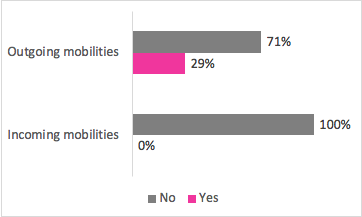 Outgoing mobilities
71%
29%
Incoming mobilities
100%
0%
No Yes